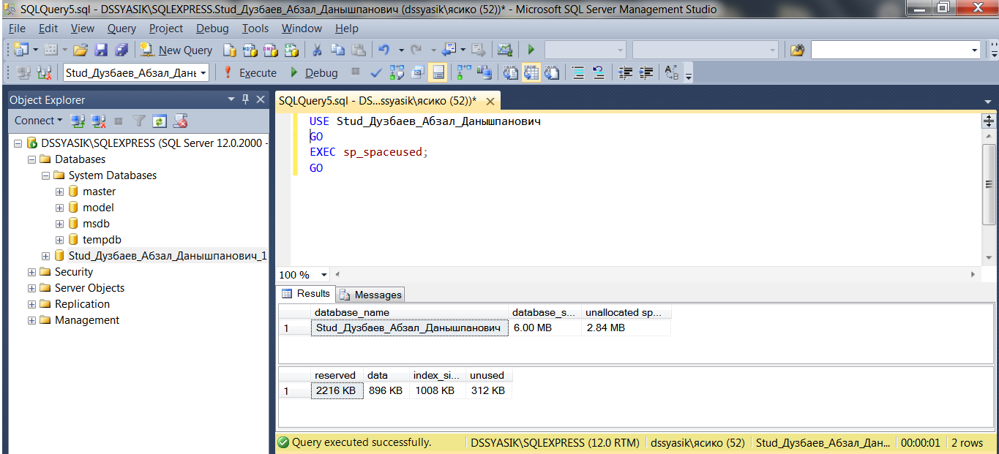 SQLQuery5.sql - DSSYASIK\SQLEXPRESS.Stud_Дузбаев_Абзал_Данышпанович (dssyasik\ясико (52))* - Microsoft SQL Server Management Studio
File Edit View Query Project Debug Tools Window Help
New Query
Stud_Дузбаев_Абзал_Даны Execute Debug
Object Explorer
Connect
DSSYASIK\SQLEXPRESS (SQL Server 12.0.2000 -
Databases
System Databases
master
model
msdb
tempdb
Stud_Дузбаев_Абзал_Данышпанович_1
Security
Server Objects
Replication
Management
SQLQuery5.sql - DS...ssyasik\ясико (52))*
USE Stud_Дузбаев_Абзал_Данышпанович
GO
EXEC sp_spaceused;
GO
100 %
Results Messages
database_name database_s... unallocated sp...
1 Stud_Дузбаев_Абзал_Данышпанович 6.00 MB 2.84 MB
reserved data index_si... unused
1 2216 KB 896 KB 1008 KB 312 KB
Query executed successfully. DSSYASIK\SQLEXPRESS (12.0 RTM) dssyasik\ясико (52) Stud_Дузбаев_Абзал_Дан... 00:00:01 2 rows